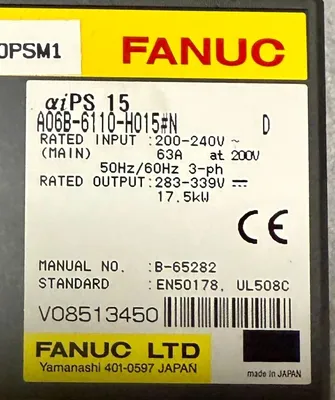 0PSM1
FANUC
αiPS 15
A06B-6110-H015#N D
RATED INPUT :200-240V ~
(MAIN) 63A at 200V
50Hz/60Hz 3-ph
RATED OUTPUT:283-339V ⎓
17.5kW
CE
MANUAL NO. :B-65282
STANDARD :EN50178, UL508C
V08513450
FANUC LTD
Yamanashi 401-0597 JAPAN
made in JAPAN